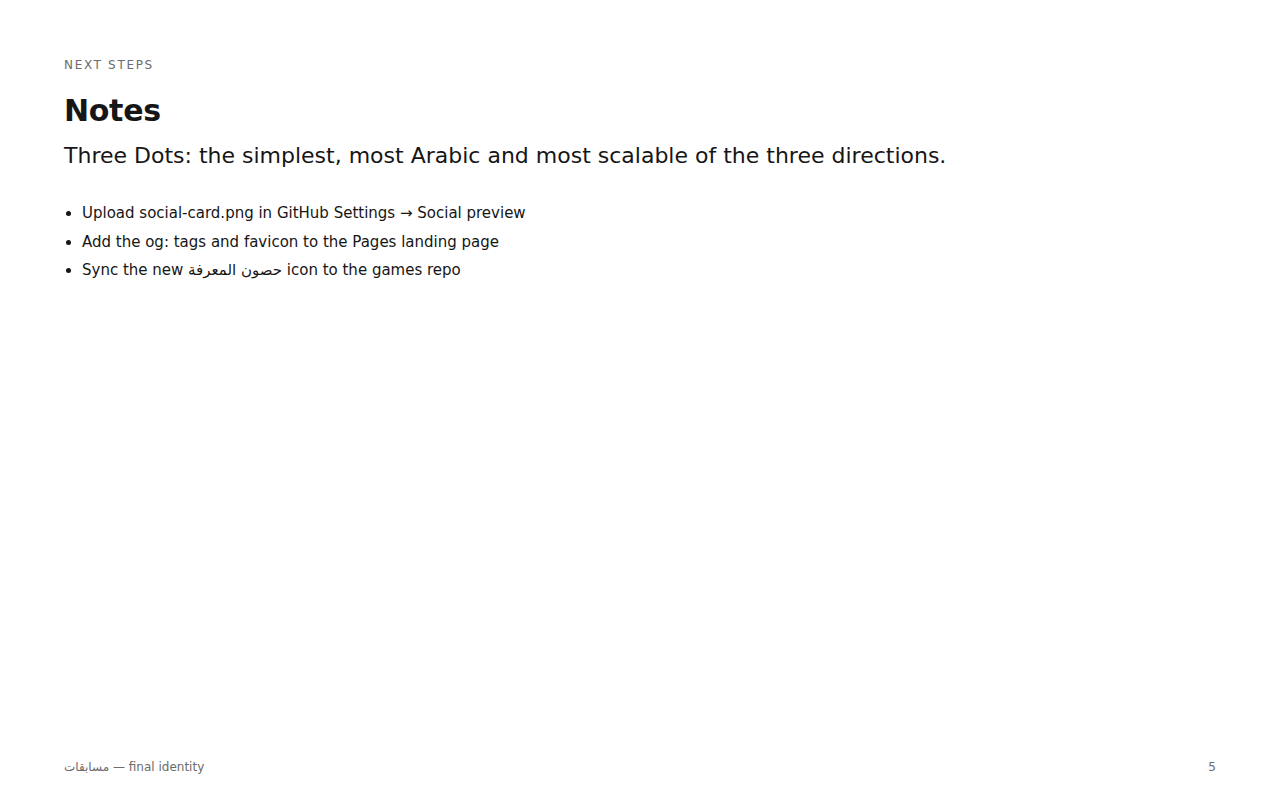 NEXT STEPS
Notes
Three Dots: the simplest, most Arabic and most scalable of the three directions.
• Upload social-card.png in GitHub Settings → Social preview
• Add the og: tags and favicon to the Pages landing page
• Sync the new حصون المعرفة icon to the games repo
مسابقات — final identity
5